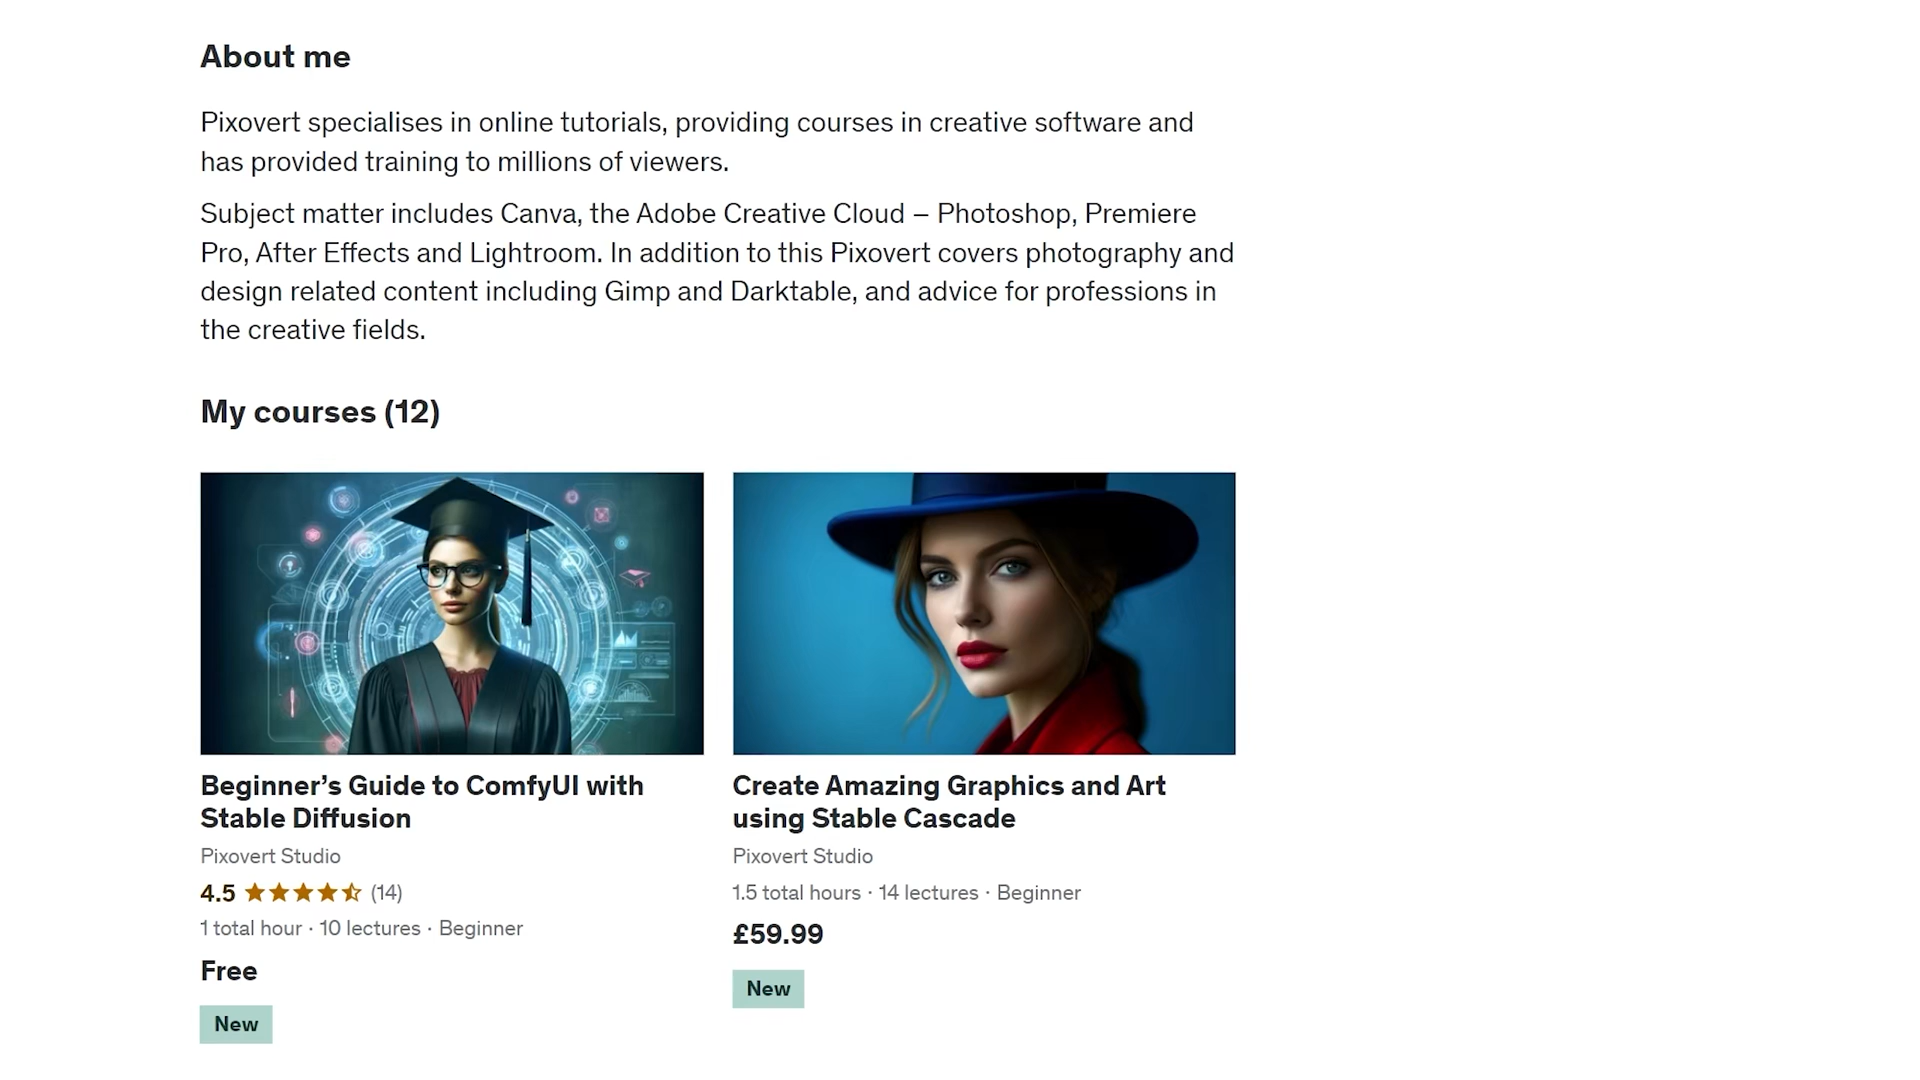 About me
Pixovert specialises in online tutorials, providing courses in creative software and
has provided training to millions of viewers.
Subject matter includes Canva, the Adobe Creative Cloud – Photoshop, Premiere
Pro, After Effects and Lightroom. In addition to this Pixovert covers photography and
design related content including Gimp and Darktable, and advice for professions in
the creative fields.
My courses (12)
Beginner’s Guide to ComfyUI with
Stable Diffusion
Pixovert Studio
4.5 (14)
1 total hour · 10 lectures · Beginner
Free
New
Create Amazing Graphics and Art
using Stable Cascade
Pixovert Studio
1.5 total hours · 14 lectures · Beginner
£59.99
New